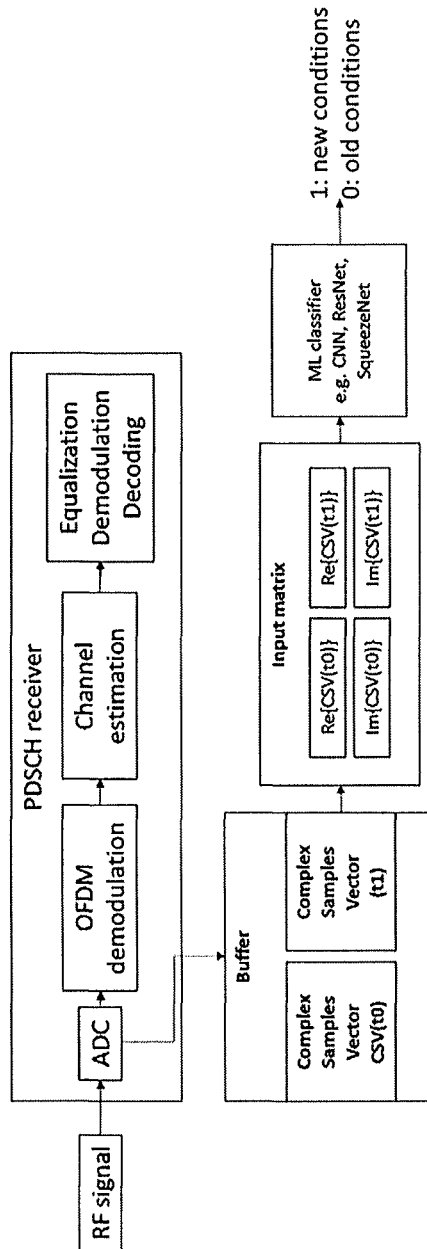 RF signal
PDSCH receiver
ADC
OFDM
demodulation
Channel
estimation
Equalization
Demodulation
Decoding
Buffer
Complex
Samples
Vector
CSV(t0)
Complex
Samples
Vector
(t1)
Input matrix
Re{CSV(t0)}
Re{CSV(t1)}
Im{CSV(t0)}
Im{CSV(t1)}
ML classifier
e.g. CNN, ResNet,
SqueezeNet
1: new conditions
0: old conditions